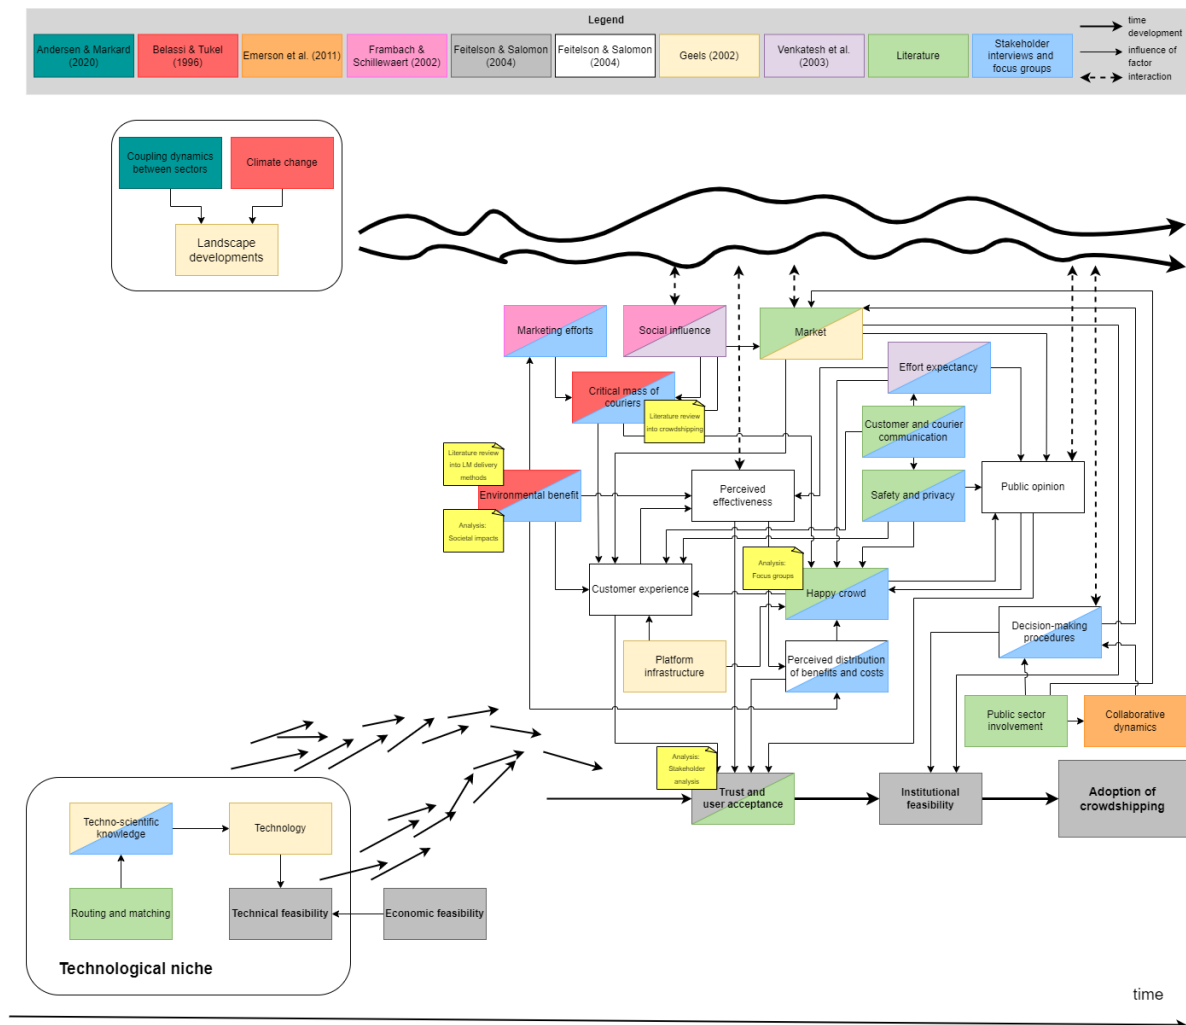 Legend
Andersen & Markard
(2020)
Belassi & Tukel
(1996)
Emerson et al. (2011)
Frambach &
Schillewaert (2002)
Feitelson & Salomon
(2004)
Feitelson & Salomon
(2004)
Geels (2002)
Venkatesh et al.
(2003)
Literature
Stakeholder
interviews and
focus groups
time
development
influence of
factor
interaction
Coupling dynamics
between sectors
Climate change
Landscape
developments
Marketing efforts
Social influence
Market
Effort expectancy
Critical mass of
couriers
Literature review
into crowdshipping
Customer and courier
communication
Literature review
into LM delivery
methods
Environmental benefit
Perceived
effectiveness
Safety and privacy
Public opinion
Analysis:
Societal impacts
Analysis:
Focus groups
Customer experience
Happy crowd
Decision-making
procedures
Platform
infrastructure
Perceived distribution
of benefits and costs
Public sector
involvement
Collaborative
dynamics
Analysis:
Stakeholder
analysis
Trust and
user acceptance
Institutional
feasibility
Adoption of
crowdshipping
Techno-scientific
knowledge
Technology
Routing and matching
Technical feasibility
Economic feasibility
Technological niche
time